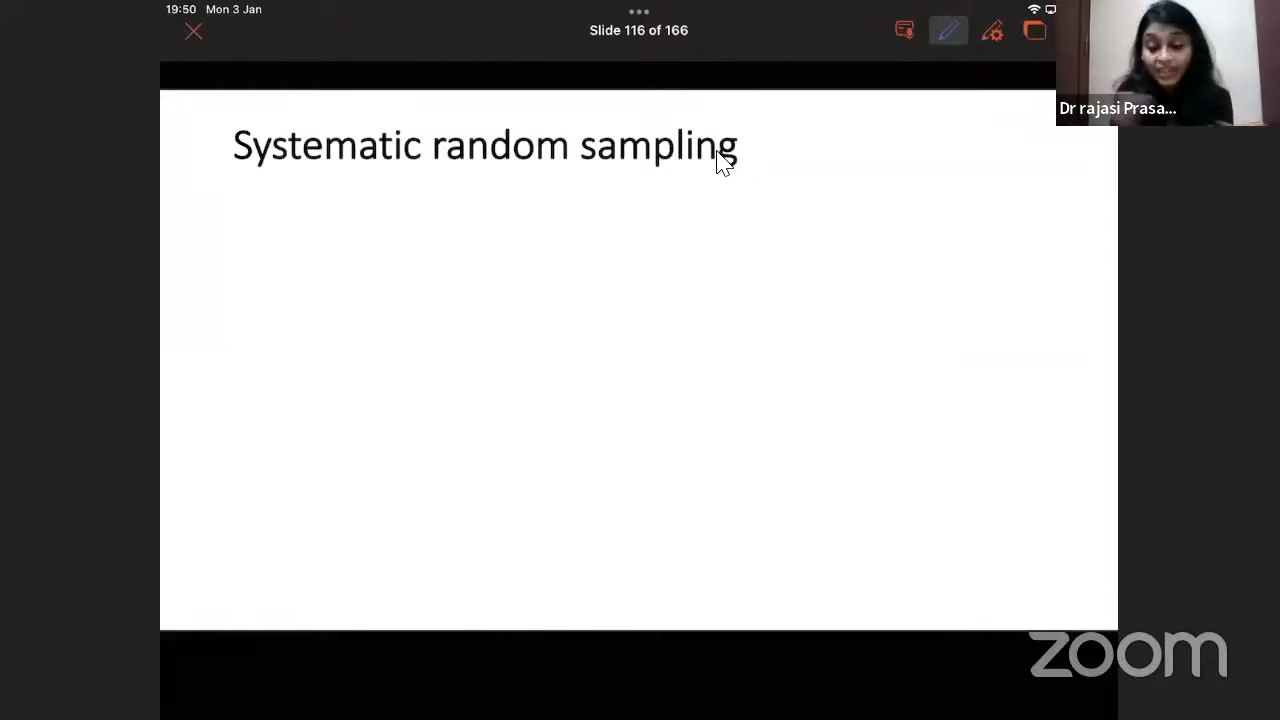 19:50 Mon 3 Jan
Slide 116 of 166
Dr rajasi Prasa...
Systematic random sampling
zoom